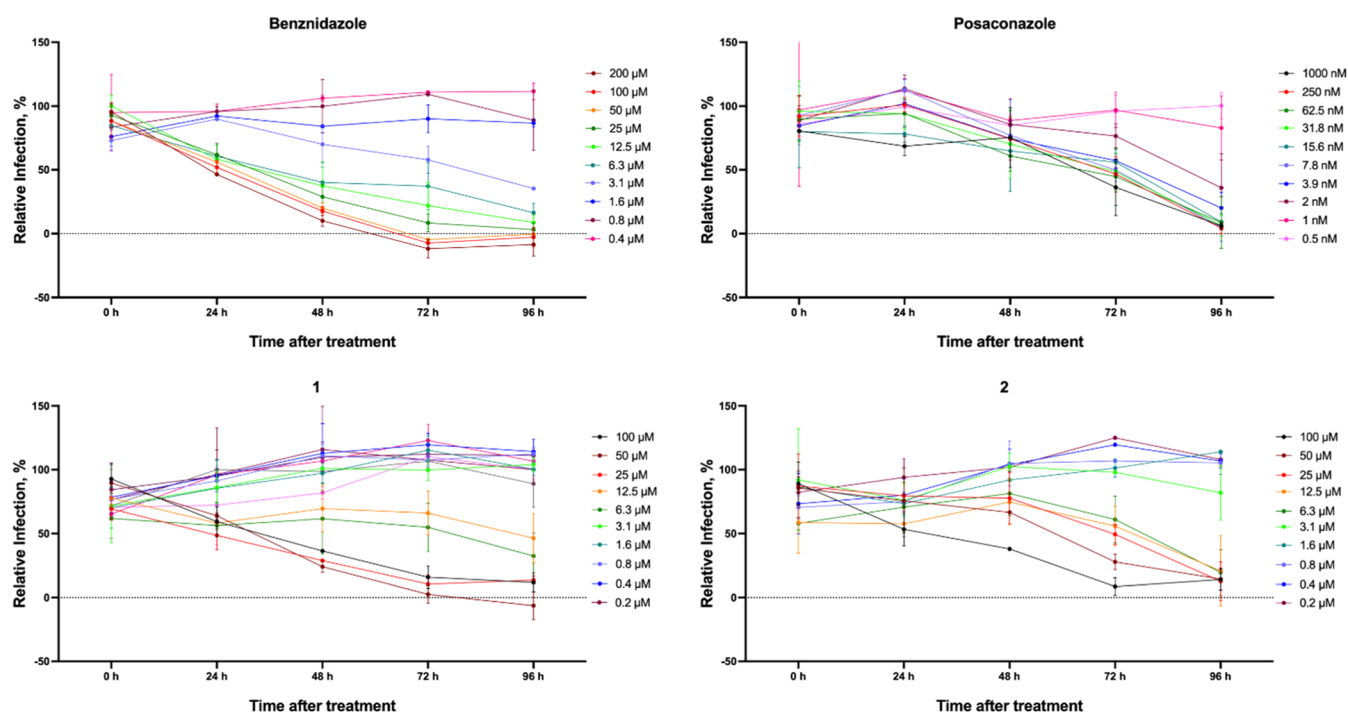 Benznidazole
150
100
50
0
-50
Relative Infection, %
0 h
24 h
48 h
72 h
96 h
Time after treatment
200 µM
100 µM
50 µM
25 µM
12.5 µM
6.3 µM
3.1 µM
1.6 µM
0.8 µM
0.4 µM
Posaconazole
150
100
50
0
-50
Relative Infection, %
0 h
24 h
48 h
72 h
96 h
Time after treatment
1000 nM
250 nM
62.5 nM
31.8 nM
15.6 nM
7.8 nM
3.9 nM
2 nM
1 nM
0.5 nM
1
150
100
50
0
-50
Relative Infection, %
0 h
24 h
48 h
72 h
96 h
Time after treatment
100 µM
50 µM
25 µM
12.5 µM
6.3 µM
3.1 µM
1.6 µM
0.8 µM
0.4 µM
0.2 µM
2
150
100
50
0
-50
Relative Infection, %
0 h
24 h
48 h
72 h
96 h
Time after treatment
100 µM
50 µM
25 µM
12.5 µM
6.3 µM
3.1 µM
1.6 µM
0.8 µM
0.4 µM
0.2 µM